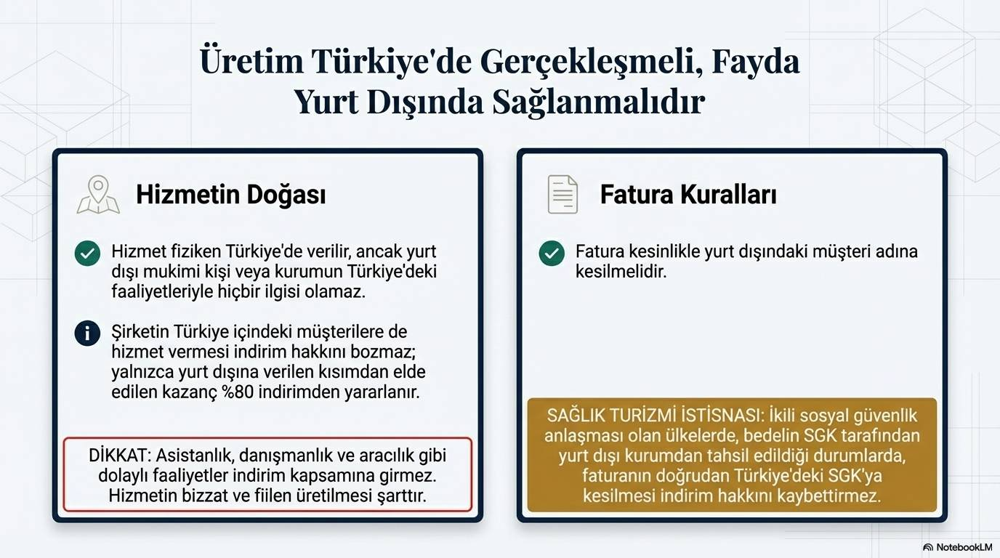 Üretim Türkiye'de Gerçekleşmeli, Fayda
Yurt Dışında Sağlanmalıdır
Hizmetin Doğası
Hizmet fiziken Türkiye'de verilir, ancak yurt
dışı mukimi kişi veya kurumun Türkiye'deki
faaliyetleriyle hiçbir ilgisi olamaz.
Şirketin Türkiye içindeki müşterilere de
hizmet vermesi indirim hakkını bozmaz;
yalnızca yurt dışına verilen kısımdan elde
edilen kazanç %80 indirimden yararlanır.
DİKKAT: Asistanlık, danışmanlık ve aracılık gibi
dolaylı faaliyetler indirim kapsamına girmez.
Hizmetin bizzat ve fiilen üretilmesi şarttır.
Fatura Kuralları
Fatura kesinlikle yurt dışındaki müşteri adına
kesilmelidir.
SAĞLIK TURİZMİ İSTİSNASI: İkili sosyal güvenlik
anlaşması olan ülkelerde, bedelin SGK tarafından
yurt dışı kurumdan tahsil edildiği durumlarda,
faturanın doğrudan Türkiye'deki SGK'ya
kesilmesi indirim hakkını kaybettirmez.
NotebookLM